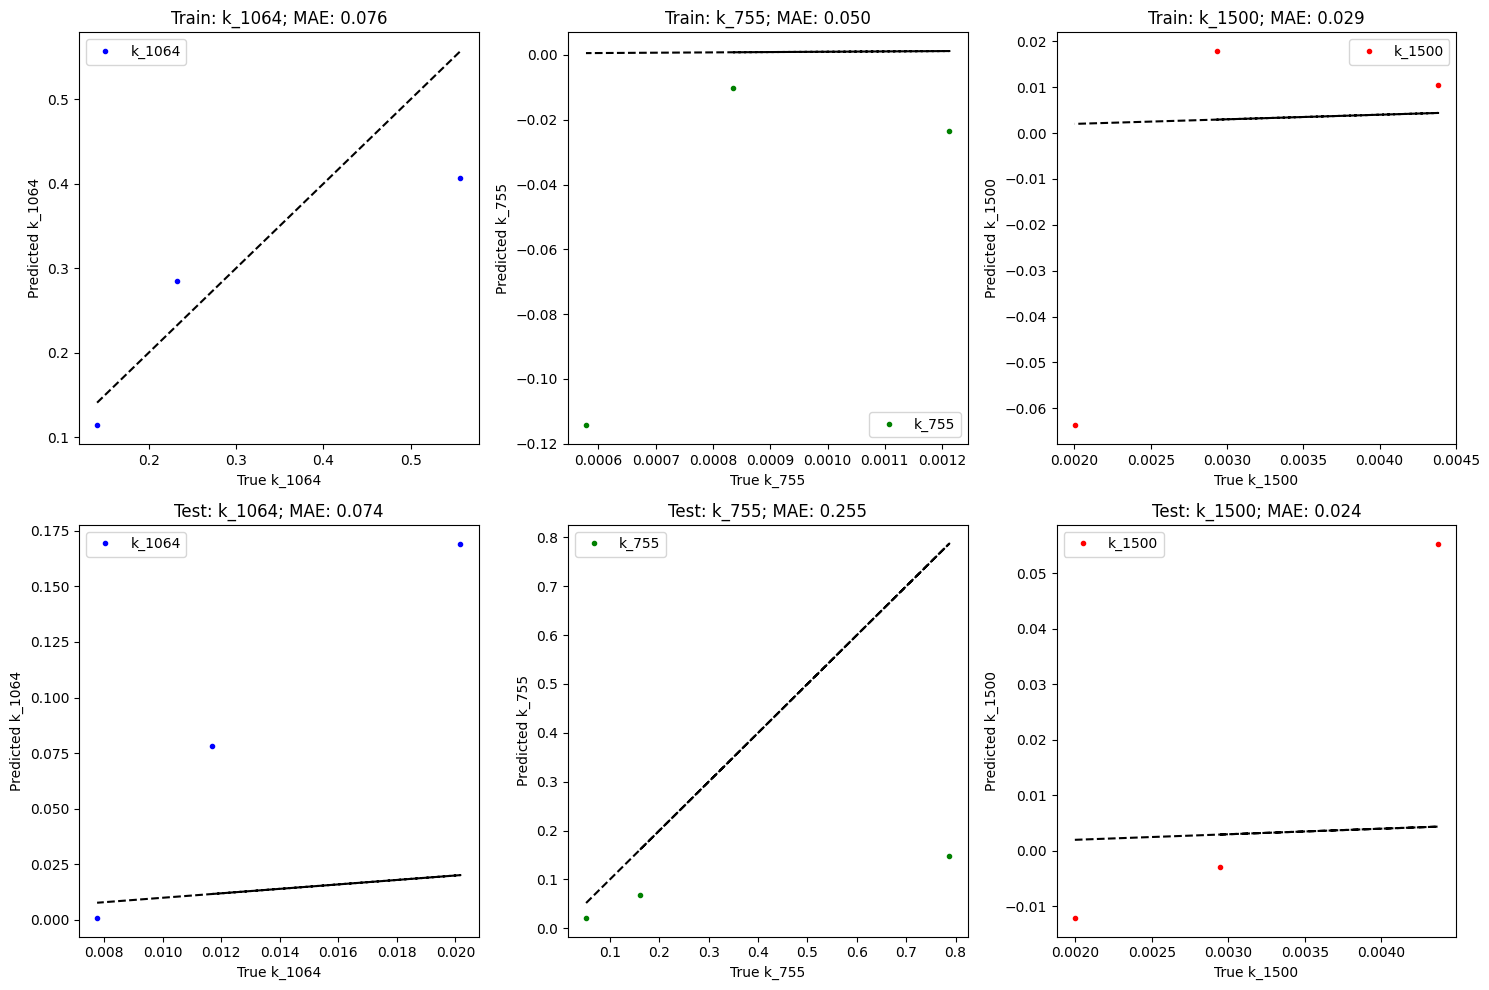 Train: k_1064; MAE: 0.076
k_1064
0.5
0.4
0.3
0.2
0.1
Predicted k_1064
0.2 0.3 0.4 0.5
True k_1064
Train: k_755; MAE: 0.050
0.00
−0.02
−0.04
−0.06
−0.08
−0.10
−0.12
Predicted k_755
k_755
0.0006 0.0007 0.0008 0.0009 0.0010 0.0011 0.0012
True k_755
Train: k_1500; MAE: 0.029
k_1500
0.02
0.01
0.00
−0.01
−0.02
−0.03
−0.04
−0.05
−0.06
Predicted k_1500
0.0020 0.0025 0.0030 0.0035 0.0040 0.0045
True k_1500
Test: k_1064; MAE: 0.074
k_1064
0.175
0.150
0.125
0.100
0.075
0.050
0.025
0.000
Predicted k_1064
0.008 0.010 0.012 0.014 0.016 0.018 0.020
True k_1064
Test: k_755; MAE: 0.255
k_755
0.8
0.7
0.6
0.5
0.4
0.3
0.2
0.1
0.0
Predicted k_755
0.1 0.2 0.3 0.4 0.5 0.6 0.7 0.8
True k_755
Test: k_1500; MAE: 0.024
k_1500
0.05
0.04
0.03
0.02
0.01
0.00
−0.01
Predicted k_1500
0.0020 0.0025 0.0030 0.0035 0.0040
True k_1500